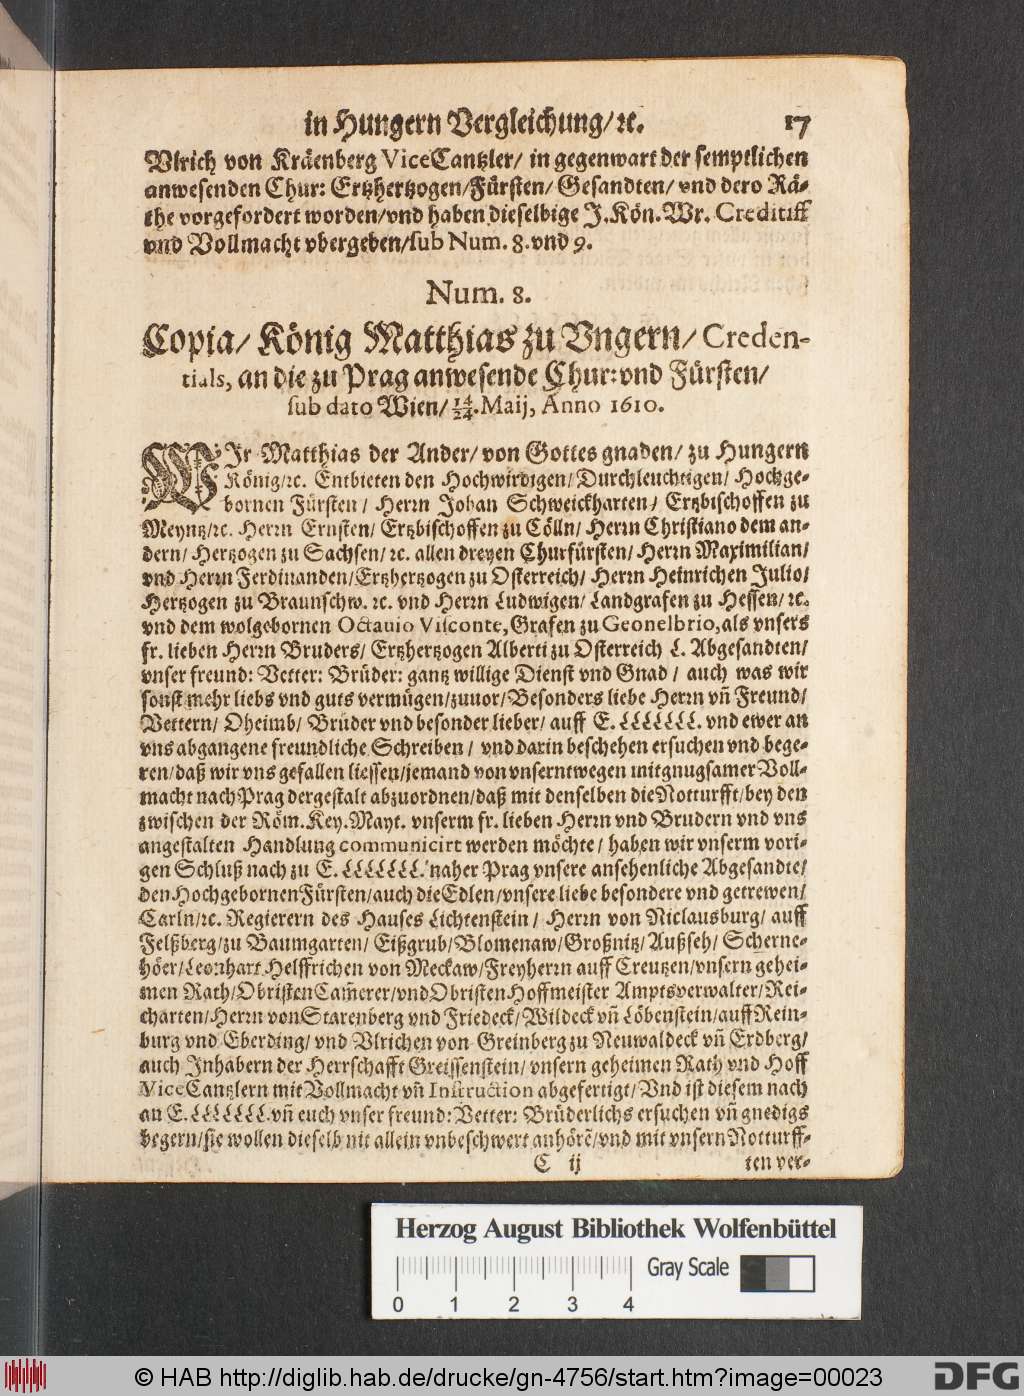 in Hungern Vergleichung/ꝛc. 17
Vlrich von Kräenberg ViceCantzler/ in gegenwart der semptlichen
anwesenden Chur: Ertzhertzogen/Fürsten/ Gesandten/ vnd dero Rä-
the vorgefordert worden/vnd haben dieselbige J. Kön. Wr. Creditiff
vnd Vollmacht vbergeben/sub Num. 8. vnd 9.
Num. 8.
Copia/ König Matthias zu Vngern/ Creden-
tials, an die zu Prag anwesende Chur: vnd Fürsten/
sub dato Wien/ 14/24. Maij, Anno 1610.
WJr Matthias der Ander/ von Gottes gnaden/ zu Hungern
König/ꝛc. Entbieten den Hochwirdigen/ Durchleuchtigen/ Hochge-
bornen Fürsten / Herrn Johan Schweickharten/ Ertzbischoffen zu
Meyntz/ꝛc. Herrn Ernsten/ Ertzbischoffen zu Cölln/ Herrn Christiano dem an-
dern/ Hertzogen zu Sachsen/ ꝛc. allen dreyen Churfürsten/ Herrn Maximilian/
vnd Herrn Ferdinanden/Ertzhertzogen zu Osterreich/ Herrn Heinrichen Julio/
Hertzogen zu Braunschw. ꝛc. vnd Herrn Ludwigen/ Landgrafen zu Hessen/ ꝛc.
vnd dem wolgebornen Octauio Visconte, Grafen zu Geonelbrio, als vnsers
fr. lieben Herrn Bruders/ Ertzhertzogen Alberti zu Osterreich L. Abgesandten/
vnser freund: Vetter: Brüder: gantz willige Dienst vnd Gnad / auch was wir
sonst mehr liebs vnd guts vermügen/zuuor/ Besonders liebe Herrn vñ Freund/
Vettern/ Oheimb/ Brüder vnd besonder lieber/ auff E. LLLLLLL. vnd ewer an
vns abgangene freundliche Schreiben / vnd darin beschehen ersuchen vnd bege-
ren/daß wir vns gefallen liessen/jemand von vnserntwegen mitgnugsamer Voll-
macht nach Prag dergestalt abzuordnen/daß mit denselben die Notturfft/bey den
zwischen der Röm. Key. Mayt. vnserm fr. lieben Herrn vnd Brudern vnd vns
angestalten Handlung communicirt werden möchte/ haben wir vnserm vori-
gen Schluß nach zu E. LLLLLLL. naher Prag vnsere ansehenliche Abgesandte/
den Hochgebornen Fürsten/auch die Edlen/vnsere liebe besondere vnd getrewen/
Carln/ꝛc. Regierern des Hauses Lichtenstein/ Herrn von Niclausburg/ auff
Felßberg/zu Baumgarten/ Eißgrub/Blomenaw/Großnitz/ Außseh/ Scherne-
höer/Leonhart Helffrichen von Meckaw/Freyherrn auff Creutzen/vnsern gehei-
men Rath/Obristen Cam̃erer/vnd Obristen Hoffmeister Amptsverwalter/ Rei-
charten/Herrn von Starenberg vnd Friedeck/ Wildeck vñ Löbenstein/auff Rein-
burg vnd Eberding/ vnd Vlrichen von Greinberg zu Neuwaldeck vñ Erdberg/
auch Inhabern der Herrschafft Greissenstein/ vnsern geheimen Rath vnd Hoff
ViceCantzlern mit Vollmacht vñ Instruction abgefertigt/ Vnd ist diesem nach
an E. LLLLLLL. vñ euch vnser freund: Vetter: Brüderlichs ersuchen vñ gnedigs
begern/sie wollen dieselb nit allein vnbeschwert anhörẽ/vnd mit vnsern Notturff-
C ij ten ver-
Herzog August Bibliothek Wolfenbüttel
Gray Scale
0 1 2 3 4
© HAB http://diglib.hab.de/drucke/gn-4756/start.htm?image=00023
DFG